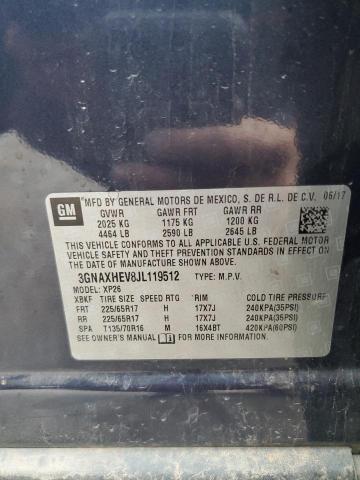 GM
MFD BY GENERAL MOTORS DE MEXICO, S. DE R.L. DE C.V. 06/17
GVWR GAWR FRT GAWR RR
2025 KG 1175 KG 1200 KG
4464 LB 2590 LB 2645 LB
THIS VEHICLE CONFORMS TO ALL APPLICABLE U.S. FEDERAL MOTOR
VEHICLE SAFETY AND THEFT PREVENTION STANDARDS IN EFFECT ON
THE DATE OF MANUFACTURE SHOWN ABOVE.
3GNAXHEV8JL119512 TYPE: M.P.V.
MODEL: XP26
XBKF TIRE SIZE SPEED RTG RIM COLD TIRE PRESSURE
FRT 225/65R17 H 17X7J 240KPA(35PSI)
RR 225/65R17 H 17X7J 240KPA(35PSI)
SPA T135/70R16 M 16X4BT 420KPA(60PSI)
SEE OWNER'S MANUAL FOR MORE INFORMATION.